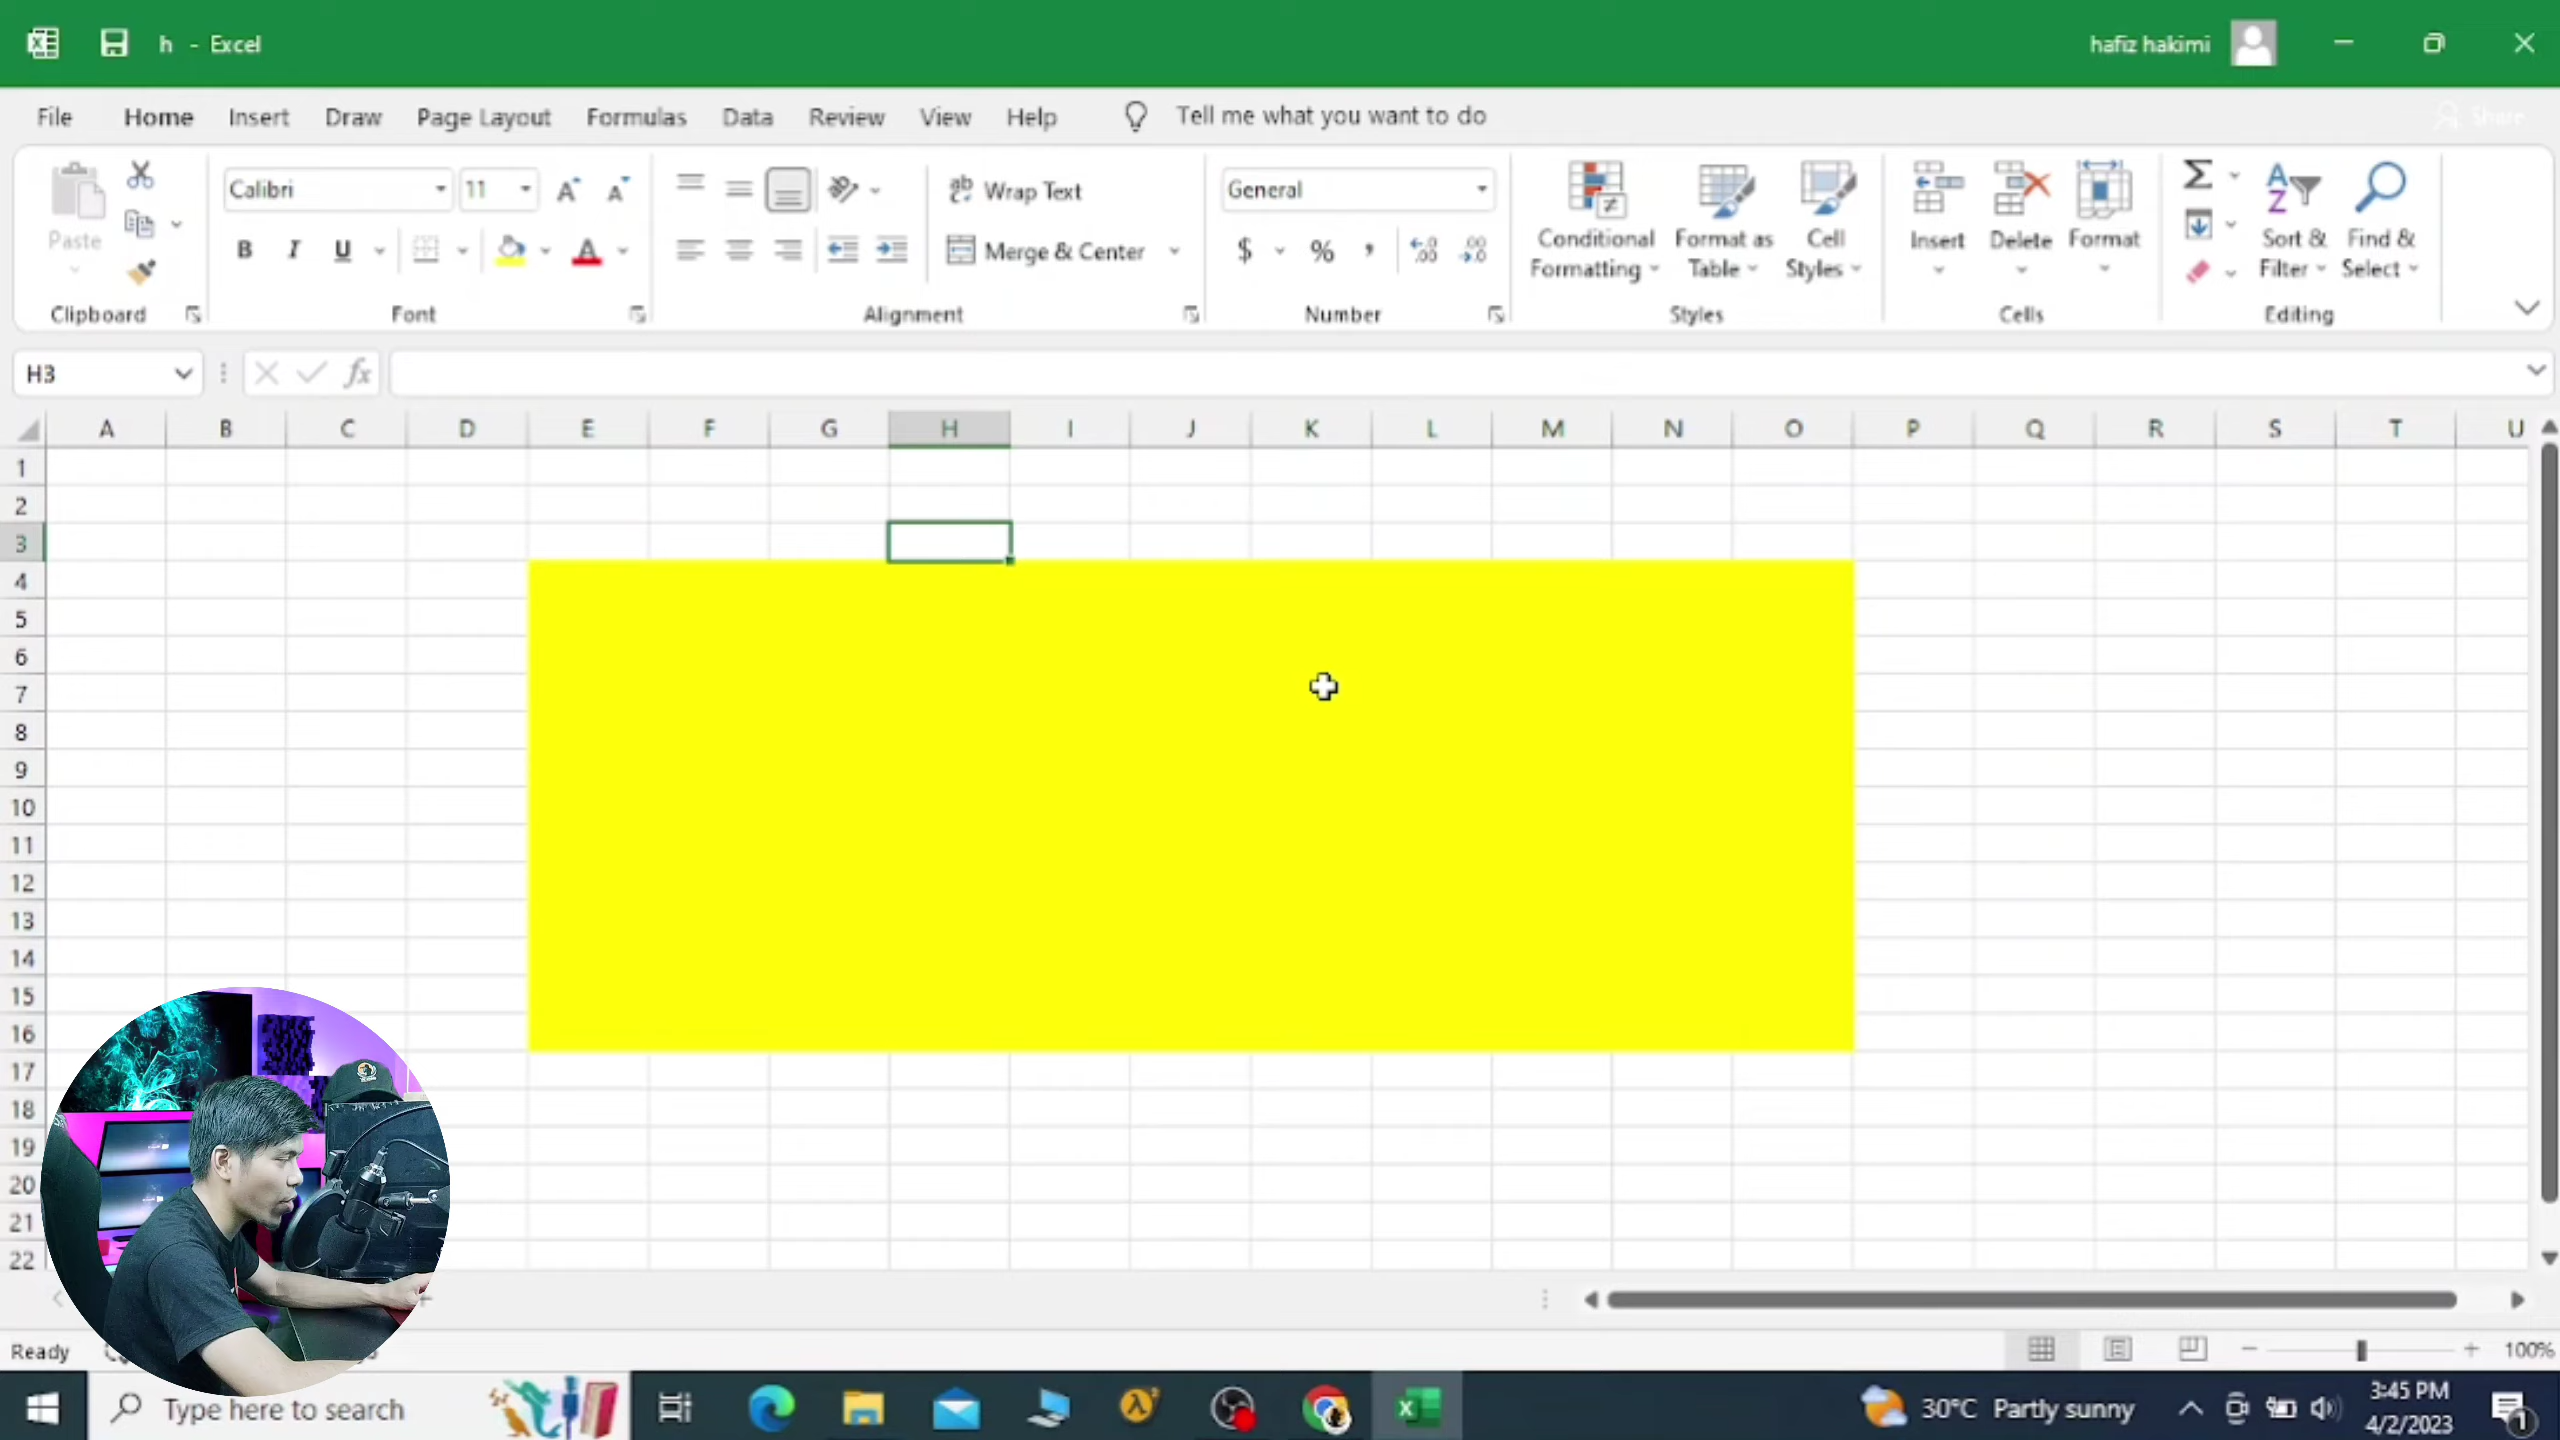 h - Excel
hafiz hakimi
File Home Insert Draw Page Layout Formulas Data Review View Help Tell me what you want to do Share
Calibri 11 Wrap Text General
Paste B I U Merge & Center $ % , Conditional Formatting Format as Table Cell Styles Insert Delete Format Sort & Filter Find & Select
Clipboard Font Alignment Number Styles Cells Editing
H3 fx
A B C D E F G H I J K L M N O P Q R S T U
1
2
3
4
5
6
7
8
9
10
11
12
13
14
15
16
17
18
19
20
21
22
Ready
100%
Type here to search
30°C Partly sunny
3:45 PM
4/2/2023
1